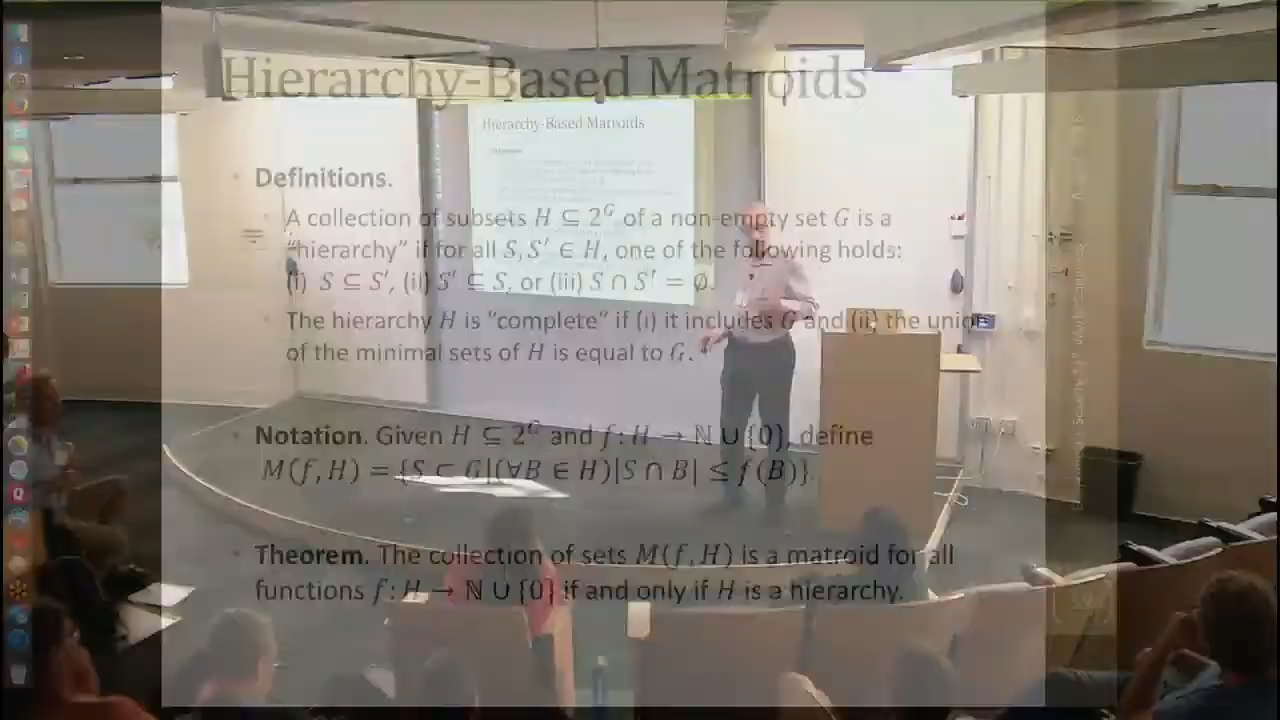 Hierarchy-Based Matroids
Hierarchy-Based Matroids
• Definitions.
• A collection of subsets H ⊆ 2^G of a non-empty set G is a
"hierarchy" if for all S, S′ ∈ H, one of the following holds:
(i) S ⊆ S′, (ii) S′ ⊆ S, or (iii) S ∩ S′ = ∅.
• The hierarchy H is "complete" if (i) it includes G and (ii) the union
of the minimal sets of H is equal to G.
• Notation. Given H ⊆ 2^G and f: H → ℕ ∪ {0}, define
M(f, H) = {S ⊂ G|(∀B ∈ H)|S ∩ B| ≤ f(B)}.
• Theorem. The collection of sets M(f, H) is a matroid for all
functions f: H → ℕ ∪ {0} if and only if H is a hierarchy.